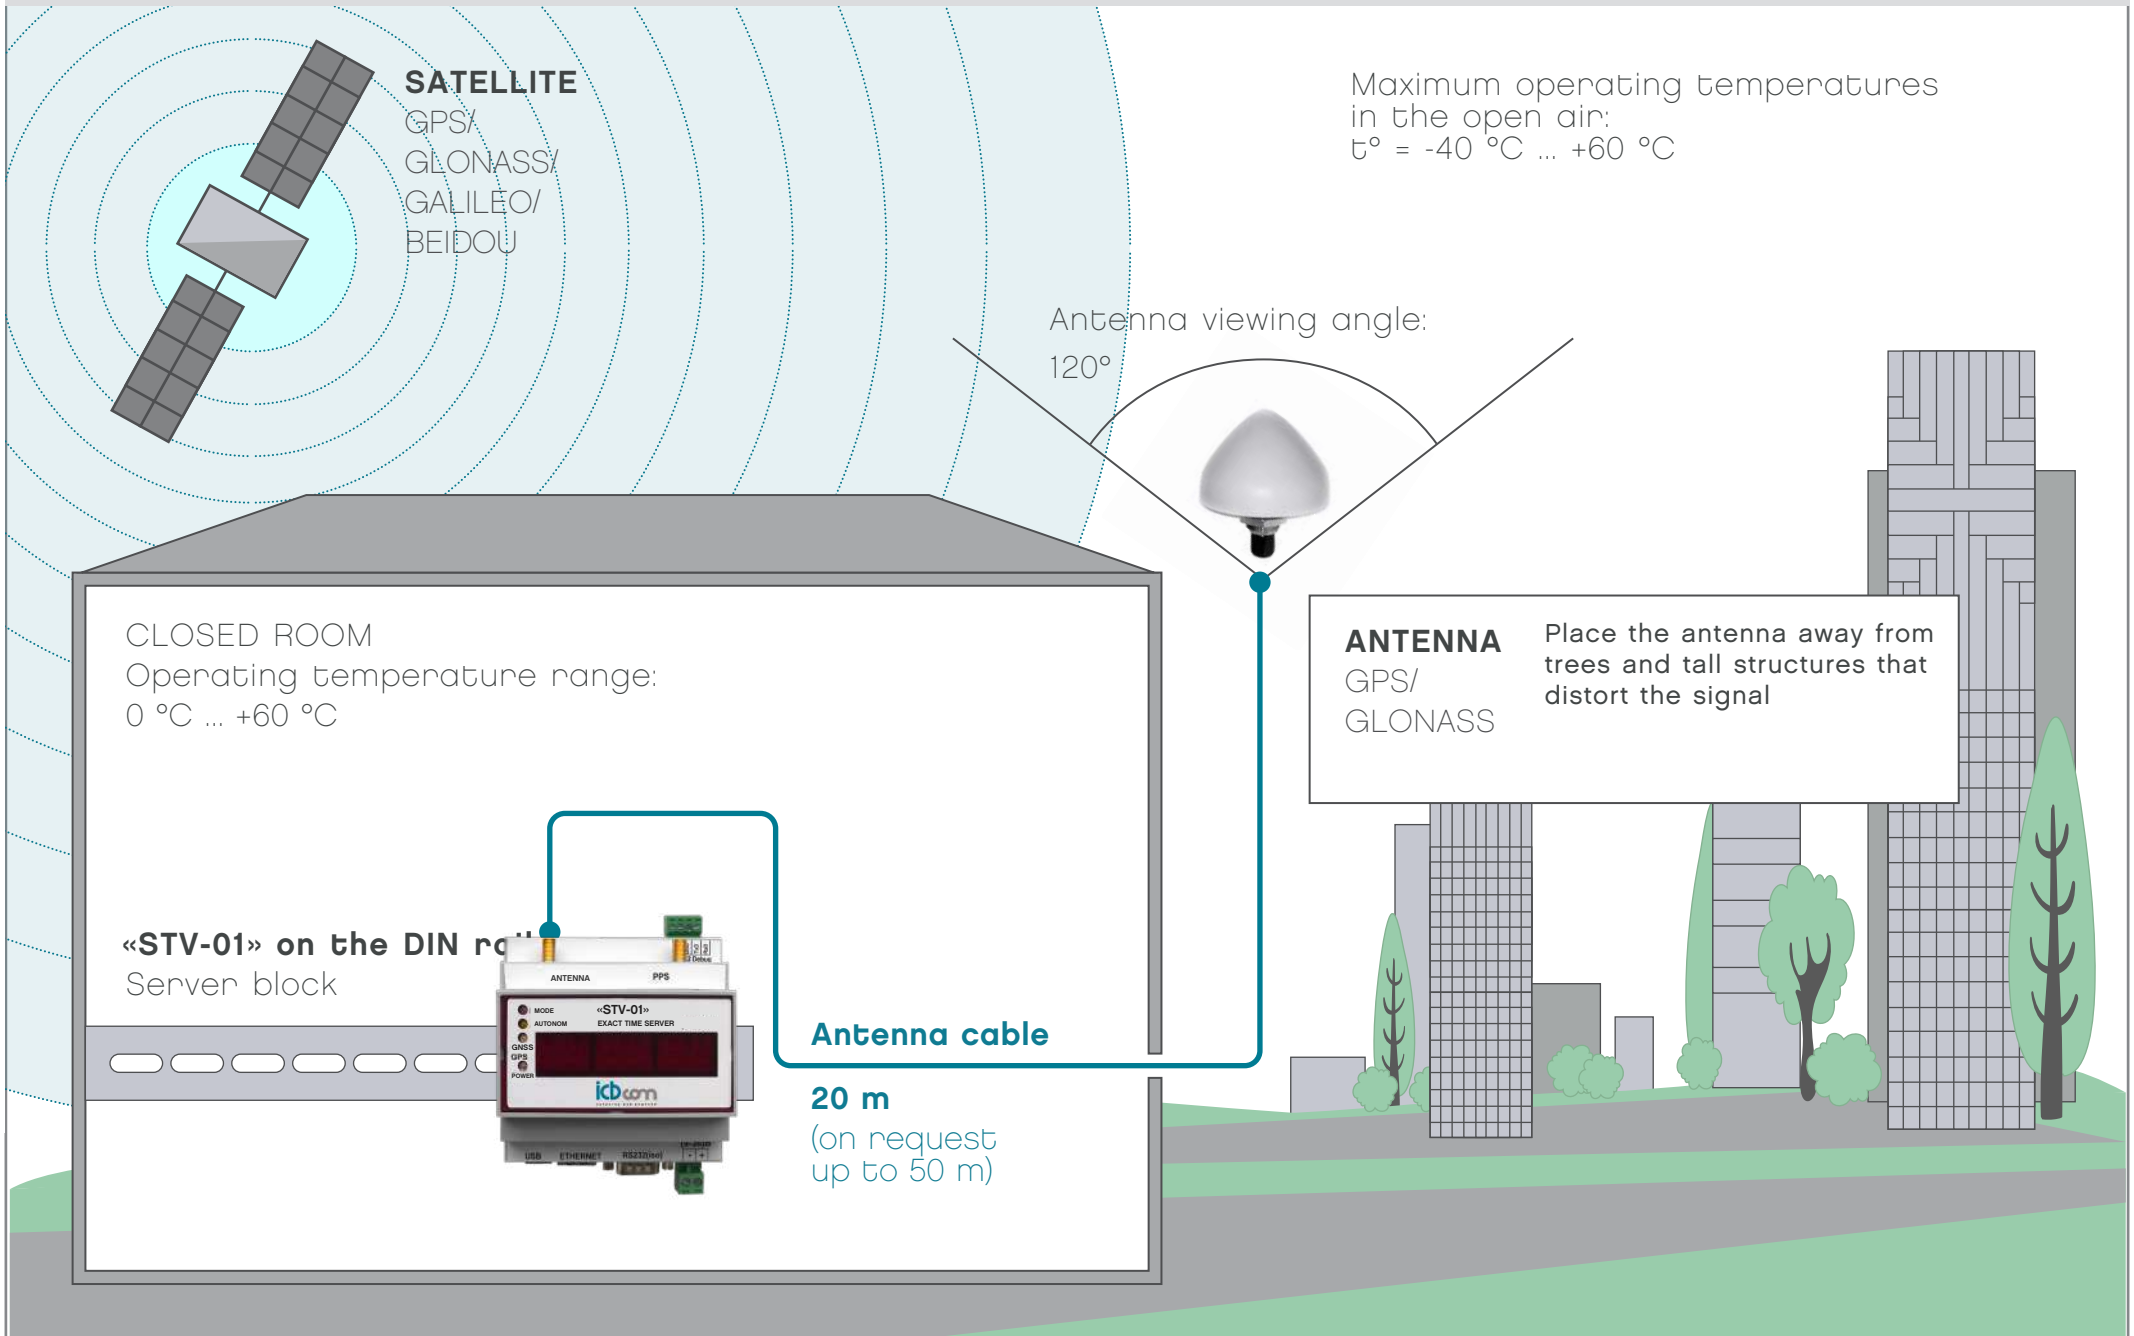 SATELLITE
GPS/
GLONASS/
GALILEO/
BEIDOU
Maximum operating temperatures
in the open air:
t° = -40 °C ... +60 °C
Antenna viewing angle:
120°
CLOSED ROOM
Operating temperature range:
0 °C ... +60 °C
ANTENNA
GPS/
GLONASS
Place the antenna away from
trees and tall structures that
distort the signal
«STV-01» on the DIN
Server block
ANTENNA
PPS
Debug
MODE
«STV-01»
AUTONOM
EXACT TIME SERVER
GNSS
GPS
POWER
icbcom
USB
ETHERNET
RS232(iso)
- +
Antenna cable
20 m
(on request
up to 50 m)